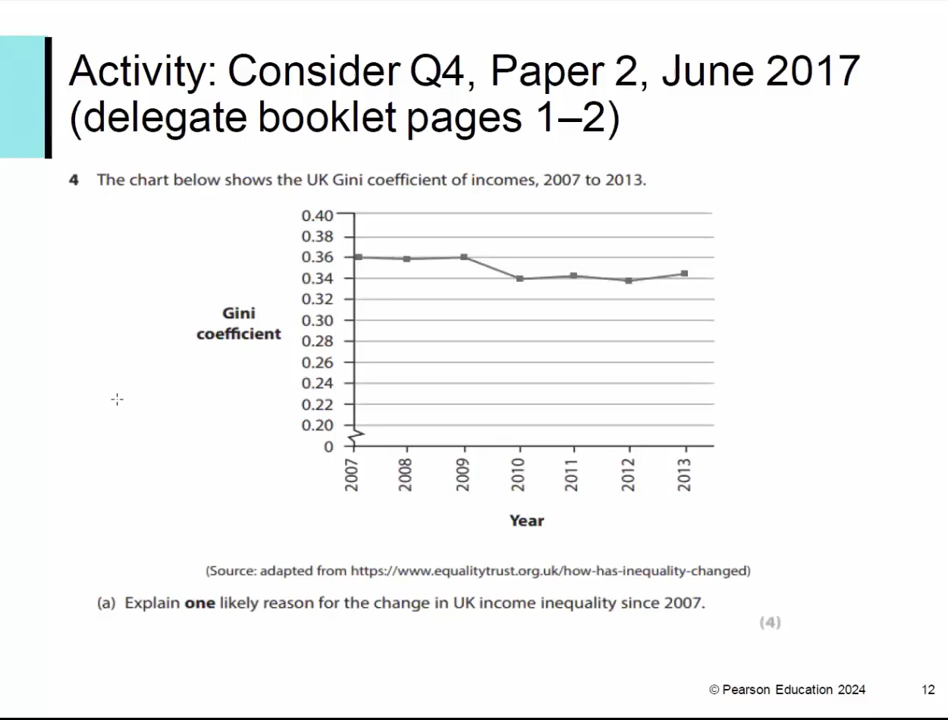 Activity: Consider Q4, Paper 2, June 2017
(delegate booklet pages 1–2)
4 The chart below shows the UK Gini coefficient of incomes, 2007 to 2013.
0.40
0.38
0.36
0.34
0.32
0.30
0.28
0.26
0.24
0.22
0.20
0
Gini
coefficient
2007
2008
2009
2010
2011
2012
2013
Year
(Source: adapted from https://www.equalitytrust.org.uk/how-has-inequality-changed)
(a) Explain one likely reason for the change in UK income inequality since 2007.
(4)
© Pearson Education 2024
12